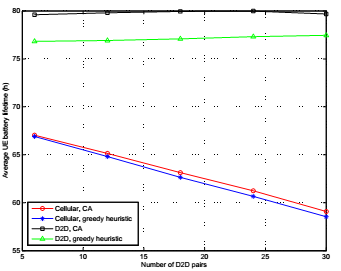 80
75
70
65
60
55
Average UE battery lifetime (h)
Cellular, CA
Cellular, greedy heuristic
D2D, CA
D2D, greedy heuristic
5
10
15
20
25
30
Number of D2D pairs